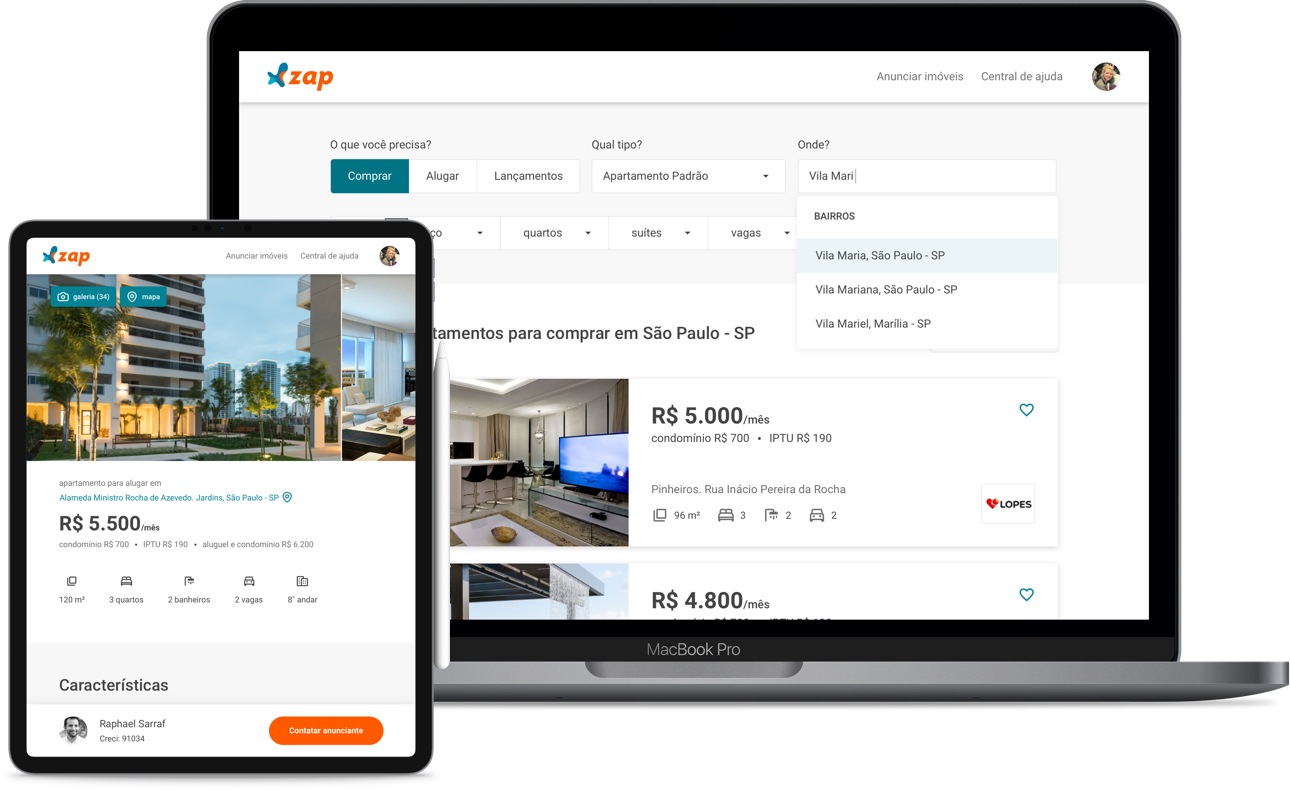 zap
Anunciar imóveis Central de ajuda
O que você precisa? Qual tipo? Onde?
Comprar Alugar Lançamentos Apartamento Padrão Vila Mari
quartos suítes vagas
BAIRROS
Vila Maria, São Paulo - SP
Vila Mariana, São Paulo - SP
Vila Mariel, Marília - SP
para comprar em São Paulo - SP
R$ 5.000/mês
condomínio R$ 700 • IPTU R$ 190
Pinheiros. Rua Inácio Pereira da Rocha
96 m² 3 2 2
LOPES
R$ 4.800/mês
MacBook Pro
zap
Anunciar imóveis Central de ajuda
galeria (34) mapa
apartamento para alugar em
Alameda Ministro Rocha de Azevedo. Jardins, São Paulo - SP
R$ 5.500/mês
condomínio R$ 700 • IPTU R$ 190 • aluguel e condomínio R$ 6.200
120 m² 3 quartos 2 banheiros 2 vagas 8° andar
Características
Raphael Sarraf
Creci: 91034
Contatar anunciante